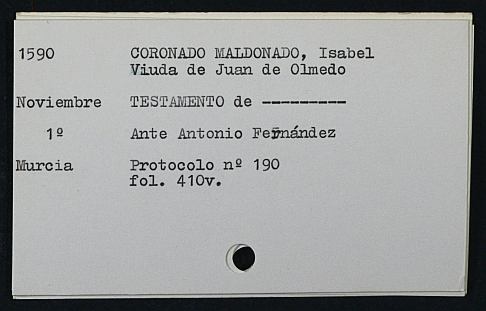 1590 CORONADO MALDONADO, Isabel
Viuda de Juan de Olmedo
Noviembre TESTAMENTO de ---------
1º Ante Antonio Fernández
Murcia Protocolo nº 190
fol. 410v.